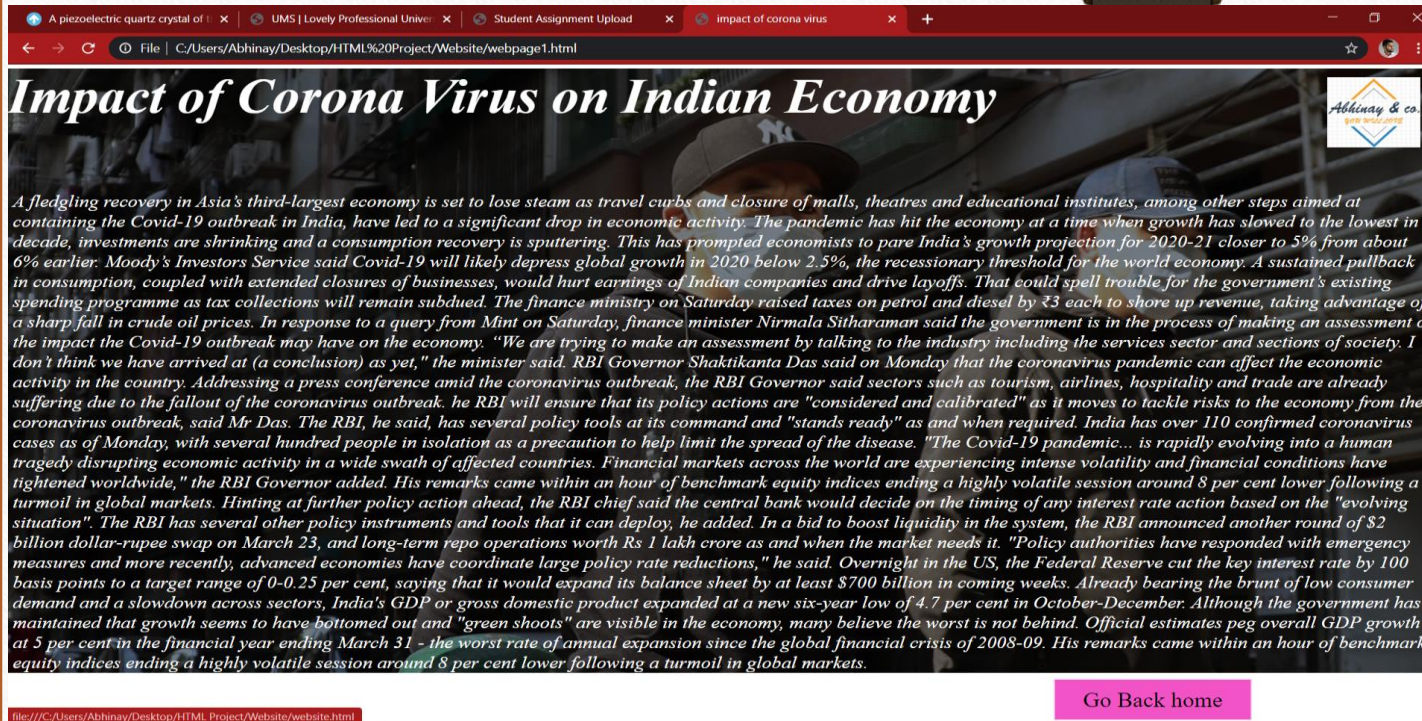 A piezoelectric quartz crystal of t
UMS | Lovely Professional Univer
Student Assignment Upload
impact of corona virus
File | C:/Users/Abhinay/Desktop/HTML%20Project/Website/webpage1.html
Impact of Corona Virus on Indian Economy
Abhinay & co.
you will love
A fledgling recovery in Asia's third-largest economy is set to lose steam as travel curbs and closure of malls, theatres and educational institutes, among other steps aimed at
containing the Covid-19 outbreak in India, have led to a significant drop in economic activity. The pandemic has hit the economy at a time when growth has slowed to the lowest in
decade, investments are shrinking and a consumption recovery is sputtering. This has prompted economists to pare India's growth projection for 2020-21 closer to 5% from about
6% earlier. Moody's Investors Service said Covid-19 will likely depress global growth in 2020 below 2.5%, the recessionary threshold for the world economy. A sustained pullback
in consumption, coupled with extended closures of businesses, would hurt earnings of Indian companies and drive layoffs. That could spell trouble for the government's existing
spending programme as tax collections will remain subdued. The finance ministry on Saturday raised taxes on petrol and diesel by ₹3 each to shore up revenue, taking advantage of
a sharp fall in crude oil prices. In response to a query from Mint on Saturday, finance minister Nirmala Sitharaman said the government is in the process of making an assessment o
the impact the Covid-19 outbreak may have on the economy. “We are trying to make an assessment by talking to the industry including the services sector and sections of society. I
don't think we have arrived at (a conclusion) as yet," the minister said. RBI Governor Shaktikanta Das said on Monday that the coronavirus pandemic can affect the economic
activity in the country. Addressing a press conference amid the coronavirus outbreak, the RBI Governor said sectors such as tourism, airlines, hospitality and trade are already
suffering due to the fallout of the coronavirus outbreak. he RBI will ensure that its policy actions are "considered and calibrated" as it moves to tackle risks to the economy from the
coronavirus outbreak, said Mr Das. The RBI, he said, has several policy tools at its command and "stands ready" as and when required. India has over 110 confirmed coronavirus
cases as of Monday, with several hundred people in isolation as a precaution to help limit the spread of the disease. "The Covid-19 pandemic... is rapidly evolving into a human
tragedy disrupting economic activity in a wide swath of affected countries. Financial markets across the world are experiencing intense volatility and financial conditions have
tightened worldwide," the RBI Governor added. His remarks came within an hour of benchmark equity indices ending a highly volatile session around 8 per cent lower following a
turmoil in global markets. Hinting at further policy action ahead, the RBI chief said the central bank would decide on the timing of any interest rate action based on the "evolving
situation". The RBI has several other policy instruments and tools that it can deploy, he added. In a bid to boost liquidity in the system, the RBI announced another round of $2
billion dollar-rupee swap on March 23, and long-term repo operations worth Rs 1 lakh crore as and when the market needs it. "Policy authorities have responded with emergency
measures and more recently, advanced economies have coordinate large policy rate reductions," he said. Overnight in the US, the Federal Reserve cut the key interest rate by 100
basis points to a target range of 0-0.25 per cent, saying that it would expand its balance sheet by at least $700 billion in coming weeks. Already bearing the brunt of low consumer
demand and a slowdown across sectors, India's GDP or gross domestic product expanded at a new six-year low of 4.7 per cent in October-December. Although the government has
maintained that growth seems to have bottomed out and "green shoots" are visible in the economy, many believe the worst is not behind. Official estimates peg overall GDP growth
at 5 per cent in the financial year ending March 31 - the worst rate of annual expansion since the global financial crisis of 2008-09. His remarks came within an hour of benchmark
equity indices ending a highly volatile session around 8 per cent lower following a turmoil in global markets.
Go Back home
file:///C:/Users/Abhinay/Desktop/HTML Project/Website/website.html